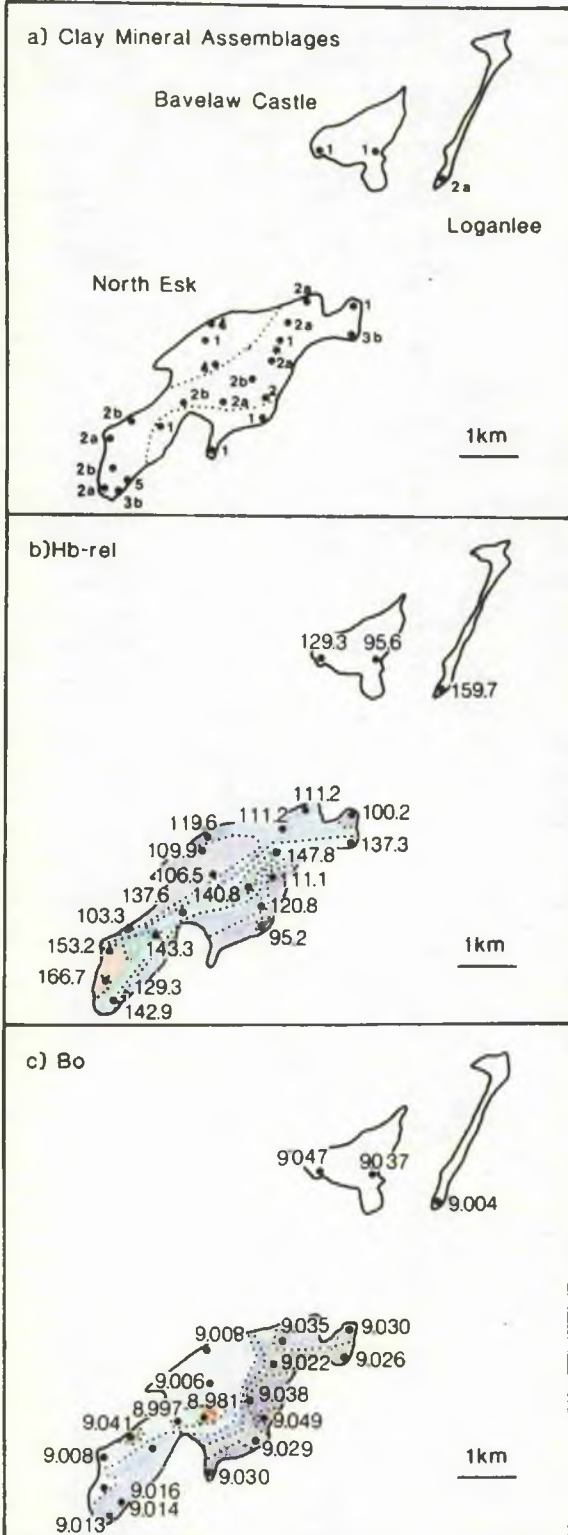 a) Clay Mineral Assemblages
Bavelaw Castle
1 1
2a
Loganlee
North Esk
2a
4 2a 1
1 1 3b
4 2a
2b
2b 2a 2
2b
2a 1 1
1
2b
2a 5
3b
1km
b)Hb-rel
129.3 95.6
159.7
111.2
119.6 111.2 100.2
109.9 147.8 137.3
106.5 11.1
137.6 140.8 120.8
103.3 95.2
153.2 143.3
166.7 129.3
142.9
1km
c) Bo
9.047 9.037
9.004
9.008 9.035 9.030
9.022 9.026
9.006 9.038
8.997 8.981 9.049
9.041 9.029
9.008 9.030
9.016
9.014
9.013
1km